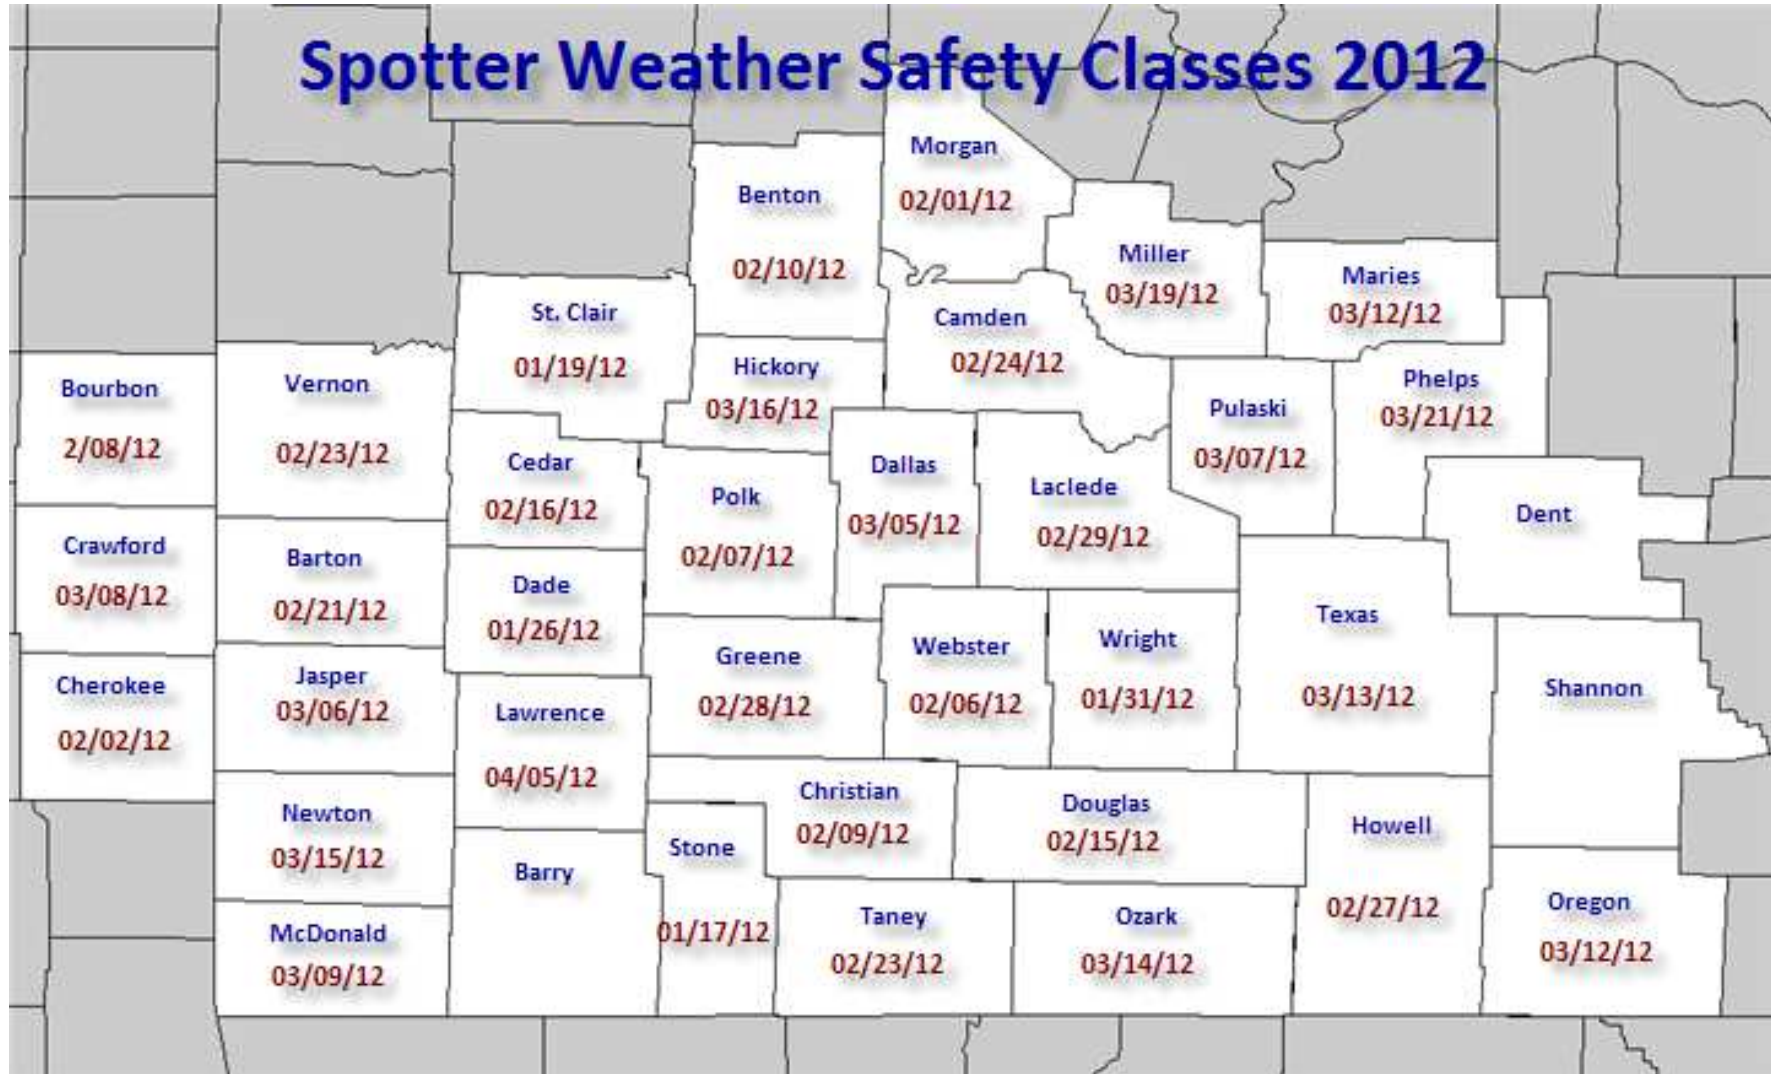 Spotter Weather Safety Classes 2012
Morgan
02/01/12
Benton
02/10/12
Miller
03/19/12
Maries
03/12/12
St. Clair
01/19/12
Camden
02/24/12
Hickory
03/16/12
Bourbon
2/08/12
Vernon
02/23/12
Phelps
03/21/12
Pulaski
03/07/12
Cedar
02/16/12
Polk
02/07/12
Dallas
03/05/12
Laclede
02/29/12
Dent
Crawford
03/08/12
Barton
02/21/12
Dade
01/26/12
Texas
03/13/12
Greene
02/28/12
Webster
02/06/12
Wright
01/31/12
Shannon
Cherokee
02/02/12
Jasper
03/06/12
Lawrence
04/05/12
Christian
02/09/12
Douglas
02/15/12
Howell
02/27/12
Newton
03/15/12
Barry
Stone
01/17/12
Taney
02/23/12
Ozark
03/14/12
Oregon
03/12/12
McDonald
03/09/12